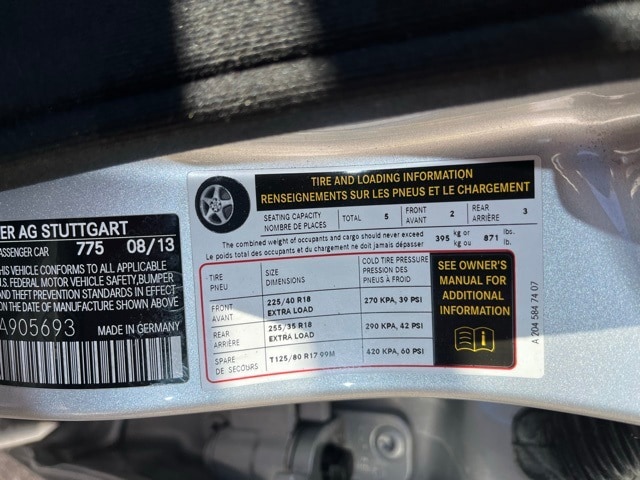 ER AG STUTTGART
ASSENGER CAR 775 08/13
THIS VEHICLE CONFORMS TO ALL APPLICABLE
U.S. FEDERAL MOTOR VEHICLE SAFETY, BUMPER
AND THEFT PREVENTION STANDARDS IN EFFECT
ON THE DATE OF MANUFACTURE SHOWN ABOVE
A905693 MADE IN GERMANY
TIRE AND LOADING INFORMATION
RENSEIGNEMENTS SUR LES PNEUS ET LE CHARGEMENT
SEATING CAPACITY TOTAL 5 FRONT 2 REAR 3
NOMBRE DE PLACES AVANT ARRIÈRE
The combined weight of occupants and cargo should never exceed 395 kg or 871 lbs.
Le poids total des occupants et du chargement ne doit jamais dépasser kg ou lb.
TIRE SIZE COLD TIRE PRESSURE
PNEU DIMENSIONS PRESSION DES PNEUS À FROID
FRONT 225/40 R18 270 KPA, 39 PSI
AVANT EXTRA LOAD
REAR 255/35 R18 290 KPA, 42 PSI
ARRIÈRE EXTRA LOAD
SPARE T125/80 R17 99M 420 KPA, 60 PSI
DE SECOURS
SEE OWNER'S
MANUAL FOR
ADDITIONAL
INFORMATION
A 204 584 74 07